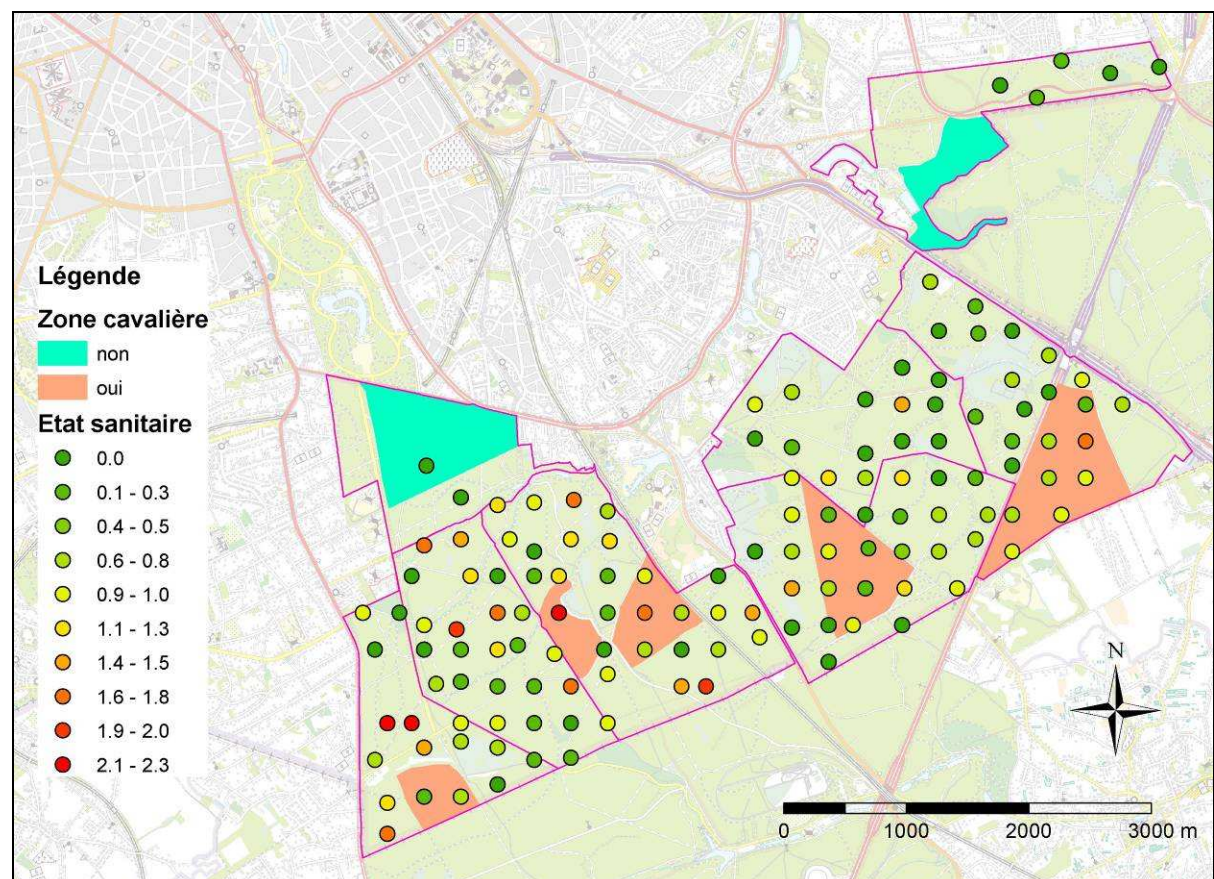 Légende
Zone cavalière
non
oui
Etat sanitaire
0.0
0.1 - 0.3
0.4 - 0.5
0.6 - 0.8
0.9 - 1.0
1.1 - 1.3
1.4 - 1.5
1.6 - 1.8
1.9 - 2.0
2.1 - 2.3
N
0 1000 2000 3000 m